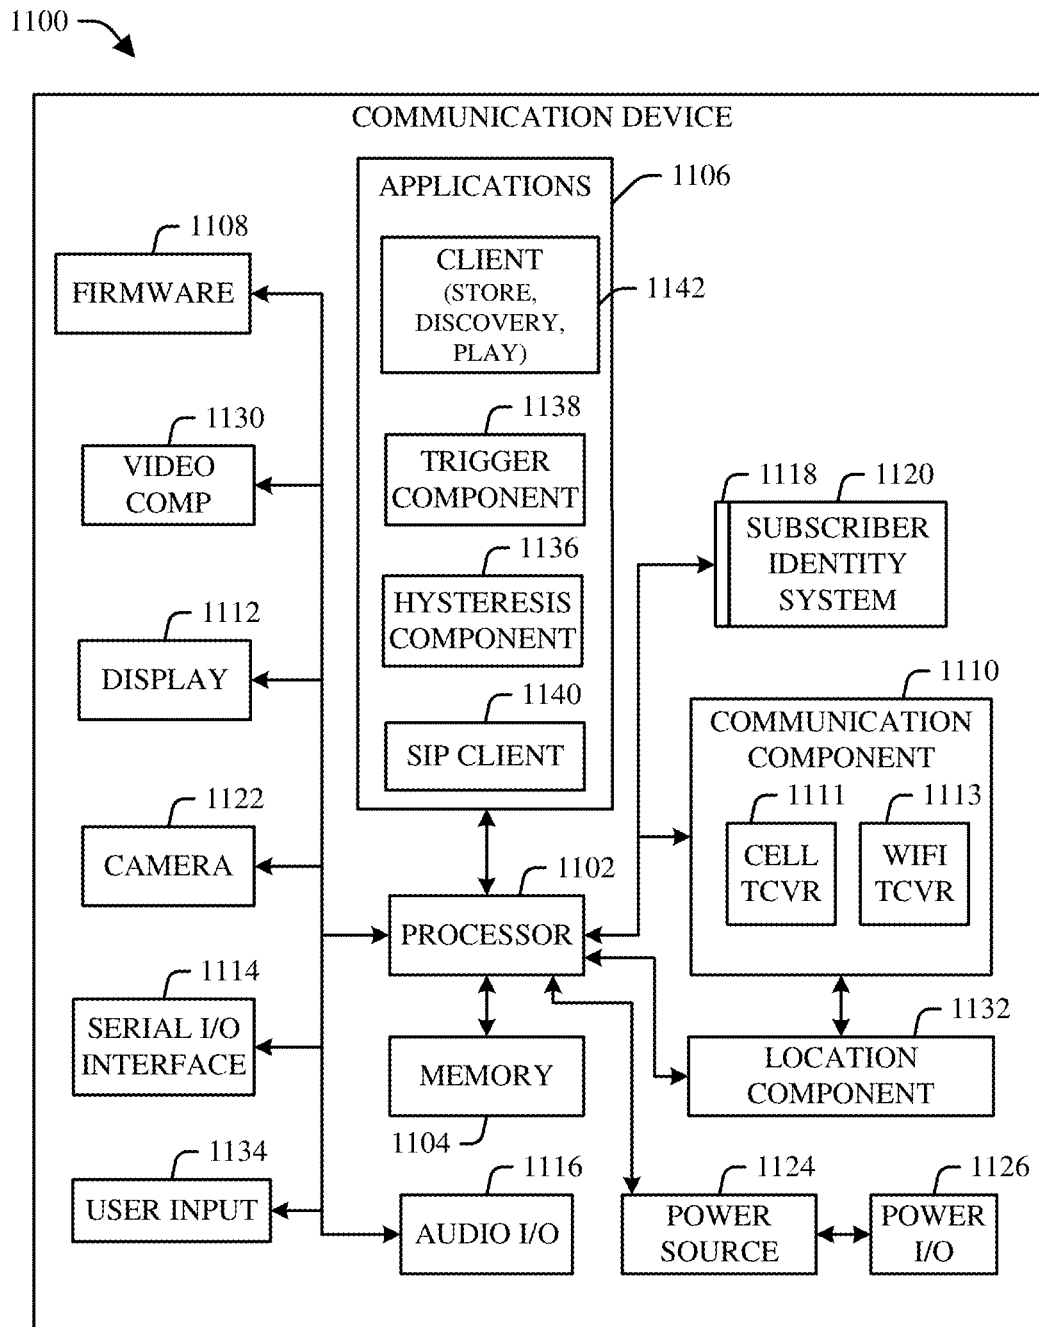 1100
COMMUNICATION DEVICE
APPLICATIONS
1106
CLIENT
(STORE,
DISCOVERY,
PLAY)
1142
1138
TRIGGER
COMPONENT
1136
HYSTERESIS
COMPONENT
1140
SIP CLIENT
1108
FIRMWARE
1130
VIDEO
COMP
1112
DISPLAY
1122
CAMERA
1114
SERIAL I/O
INTERFACE
1134
USER INPUT
1102
PROCESSOR
MEMORY
1104
1116
AUDIO I/O
1118
1120
SUBSCRIBER
IDENTITY
SYSTEM
1110
COMMUNICATION
COMPONENT
1111
CELL
TCVR
1113
WIFI
TCVR
1132
LOCATION
COMPONENT
1124
POWER
SOURCE
1126
POWER
I/O